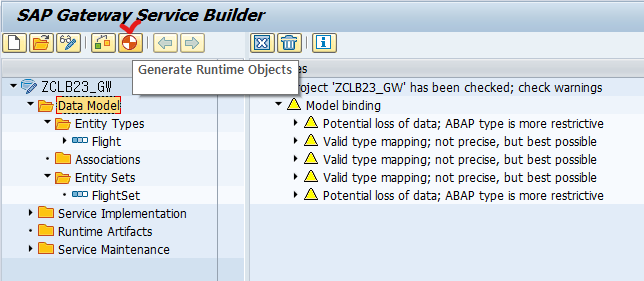 SAP Gateway Service Builder
Generate Runtime Objects
ZCLB23_GW
Data Model
Entity Types
Flight
Associations
Entity Sets
FlightSet
Service Implementation
Runtime Artifacts
Service Maintenance
es
oject 'ZCLB23_GW' has been checked; check warnings
Model binding
Potential loss of data; ABAP type is more restrictive
Valid type mapping; not precise, but best possible
Valid type mapping; not precise, but best possible
Valid type mapping; not precise, but best possible
Potential loss of data; ABAP type is more restrictive